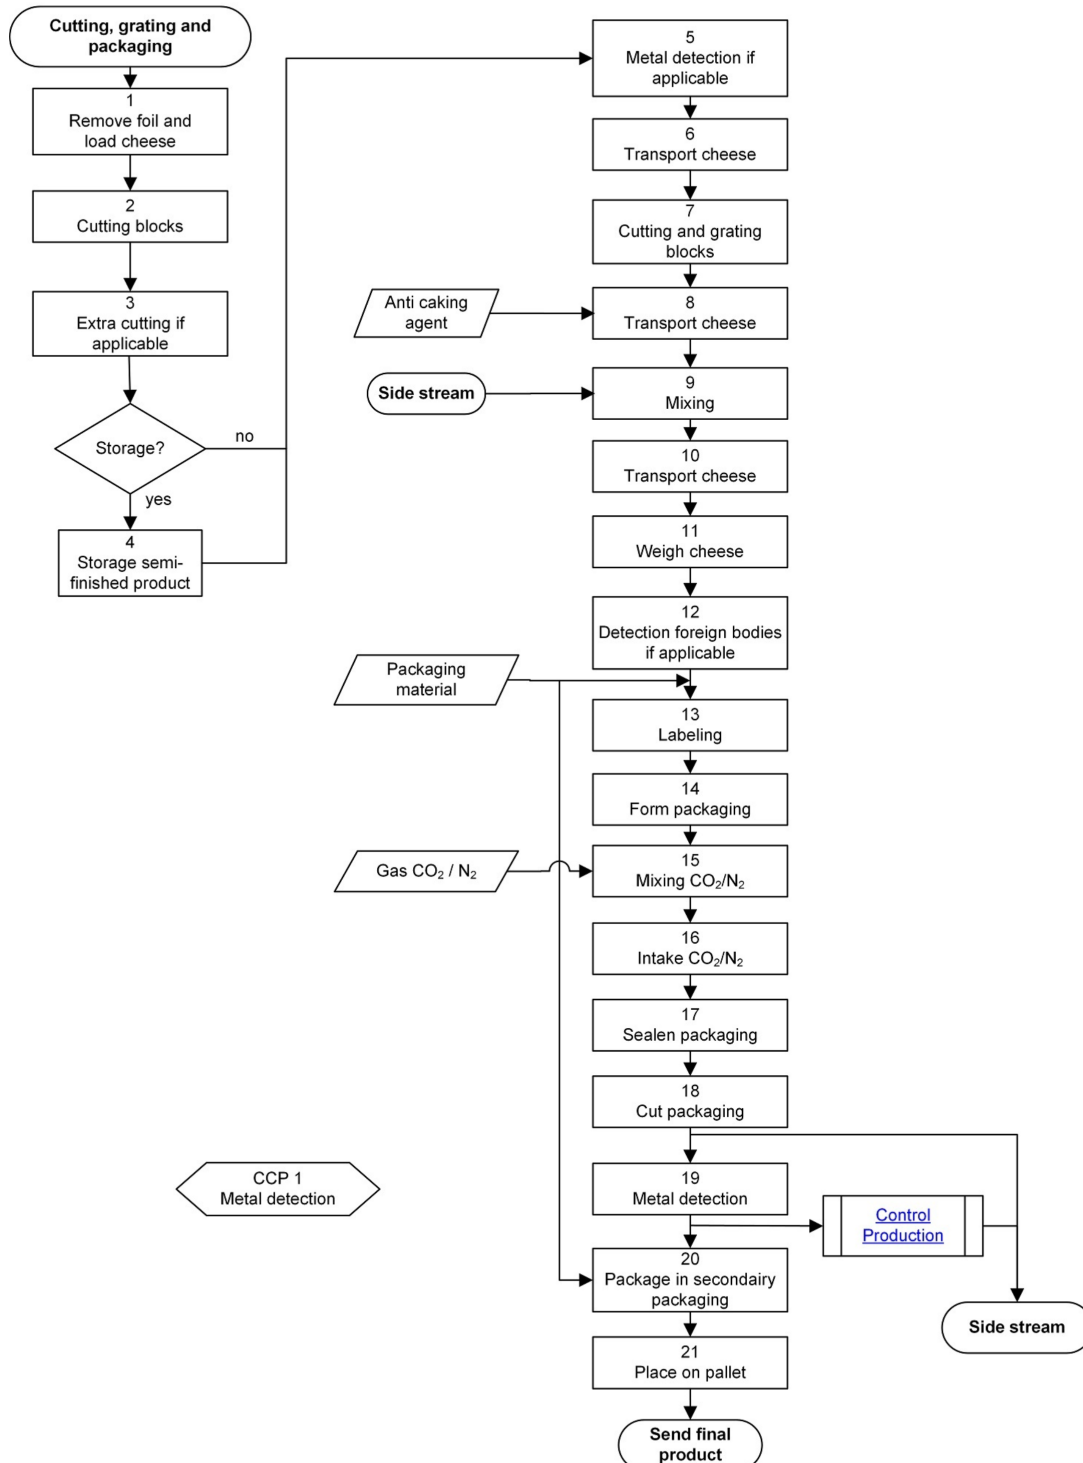 Cutting, grating and
packaging
1
Remove foil and
load cheese
2
Cutting blocks
3
Extra cutting if
applicable
Storage?
no
yes
4
Storage semi-
finished product
5
Metal detection if
applicable
6
Transport cheese
7
Cutting and grating
blocks
Anti caking
agent
8
Transport cheese
Side stream
9
Mixing
10
Transport cheese
11
Weigh cheese
12
Detection foreign bodies
if applicable
Packaging
material
13
Labeling
14
Form packaging
Gas CO₂ / N₂
15
Mixing CO₂/N₂
16
Intake CO₂/N₂
17
Sealen packaging
18
Cut packaging
CCP 1
Metal detection
19
Metal detection
Control
Production
20
Package in secondairy
packaging
Side stream
21
Place on pallet
Send final
product